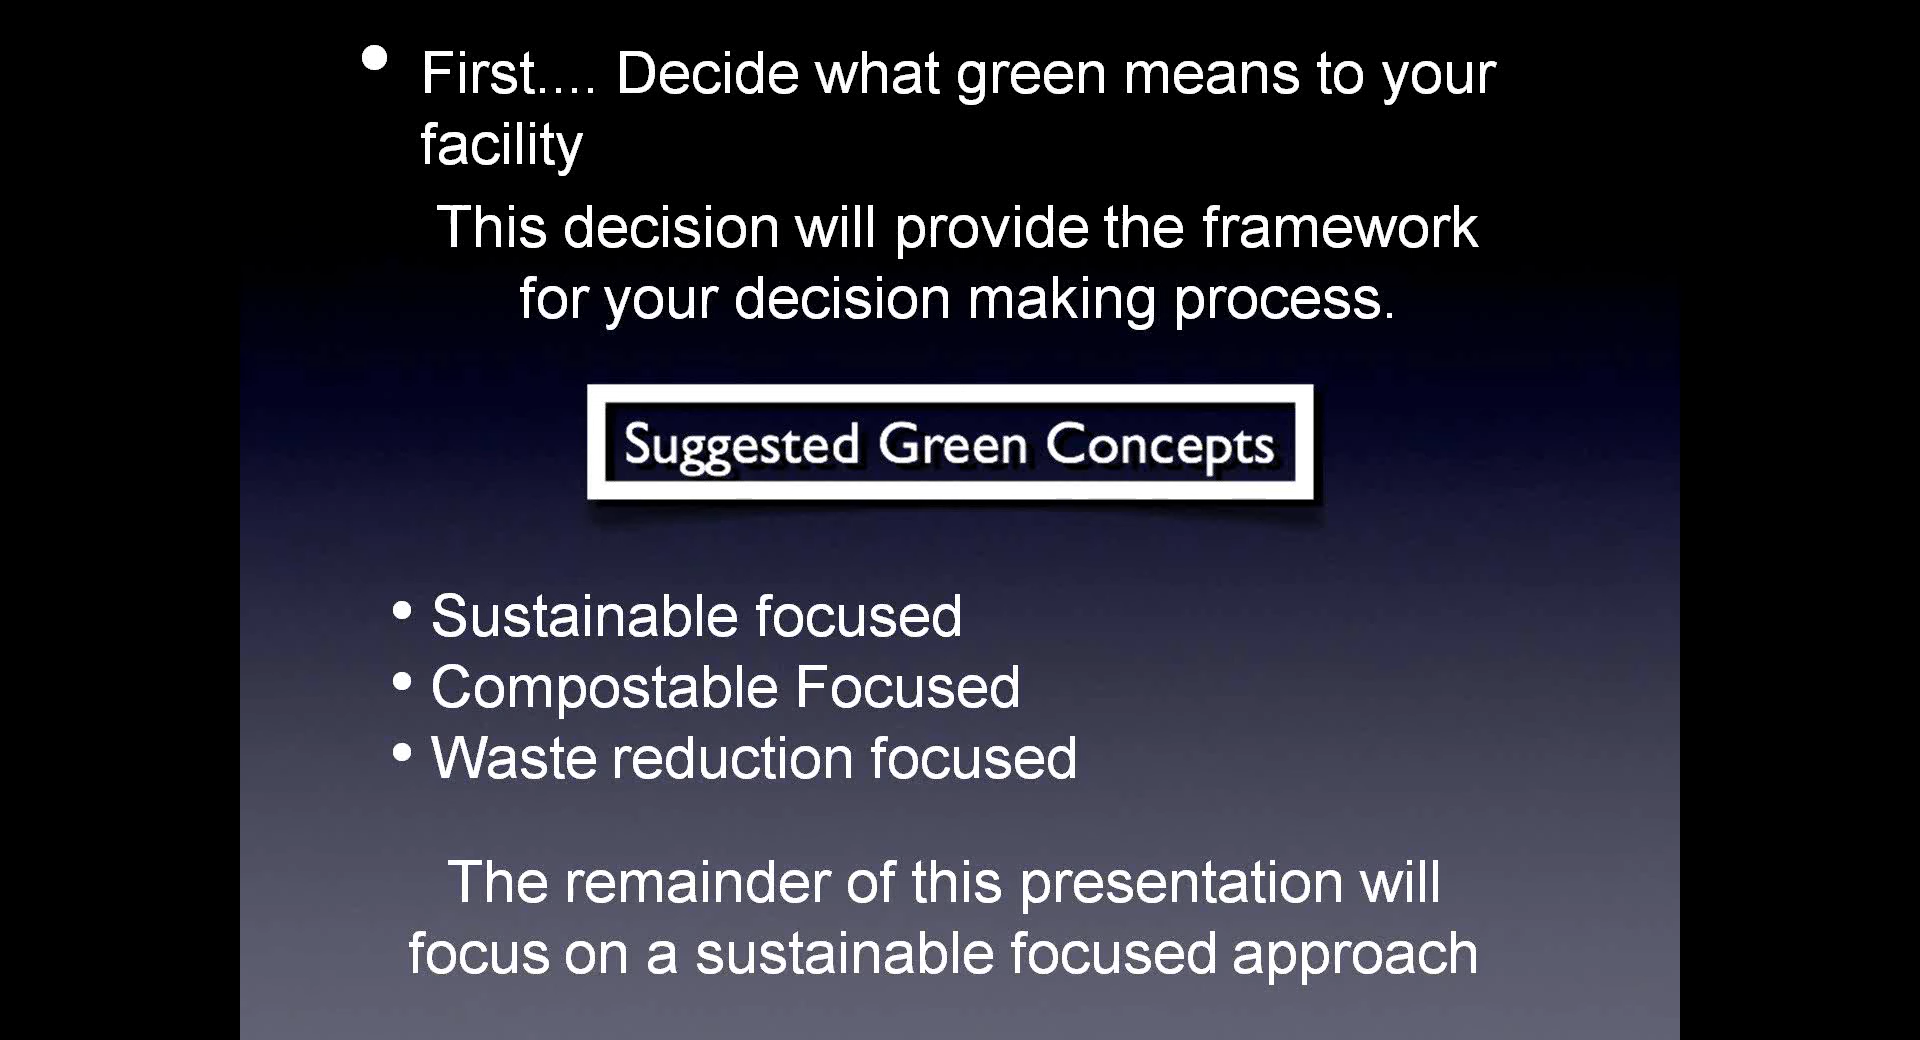 • First.... Decide what green means to your
facility
This decision will provide the framework
for your decision making process.
Suggested Green Concepts
• Sustainable focused
• Compostable Focused
• Waste reduction focused
The remainder of this presentation will
focus on a sustainable focused approach